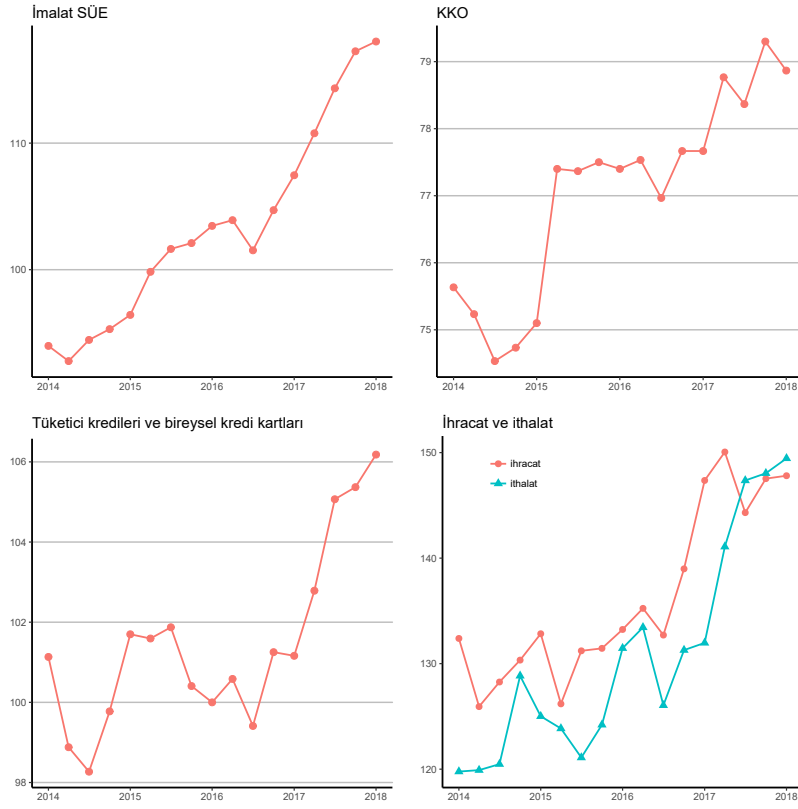 İmalat SÜE
110
100
2014 2015 2016 2017 2018
KKO
79
78
77
76
75
2014 2015 2016 2017 2018
Tüketici kredileri ve bireysel kredi kartları
106
104
102
100
98
2014 2015 2016 2017 2018
İhracat ve ithalat
150
140
130
120
ihracat
ithalat
2014 2015 2016 2017 2018